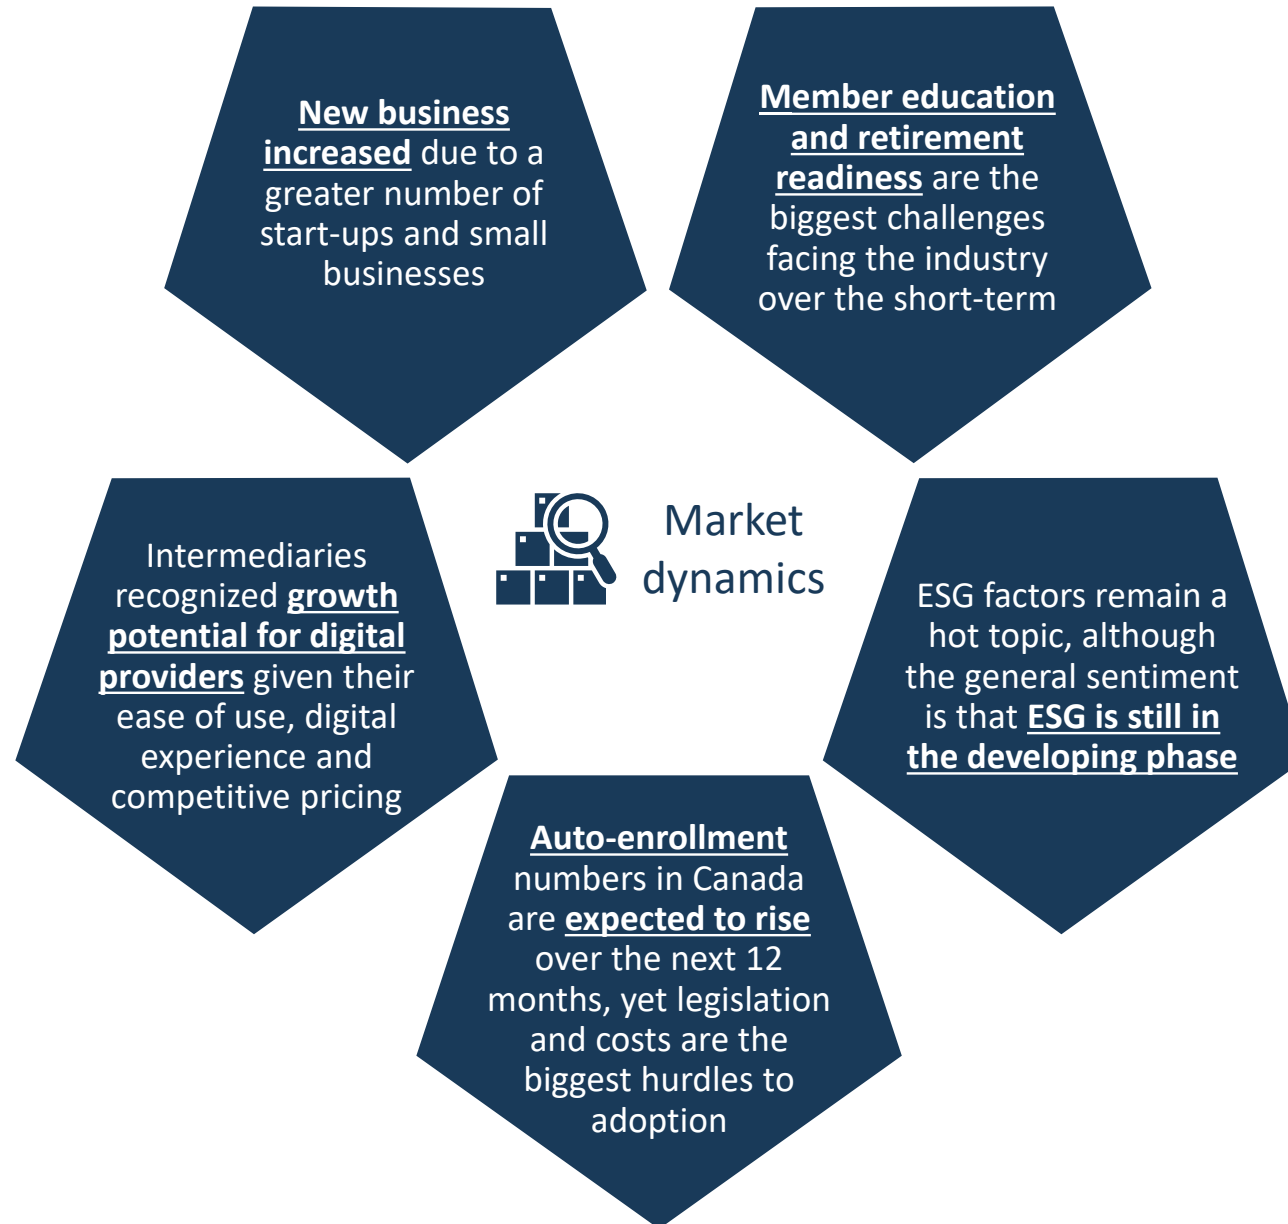 New business
increased due to a
greater number of
start-ups and small
businesses
Member education
and retirement
readiness are the
biggest challenges
facing the industry
over the short-term
Market
dynamics
Intermediaries
recognized growth
potential for digital
providers given their
ease of use, digital
experience and
competitive pricing
ESG factors remain a
hot topic, although
the general sentiment
is that ESG is still in
the developing phase
Auto-enrollment
numbers in Canada
are expected to rise
over the next 12
months, yet legislation
and costs are the
biggest hurdles to
adoption